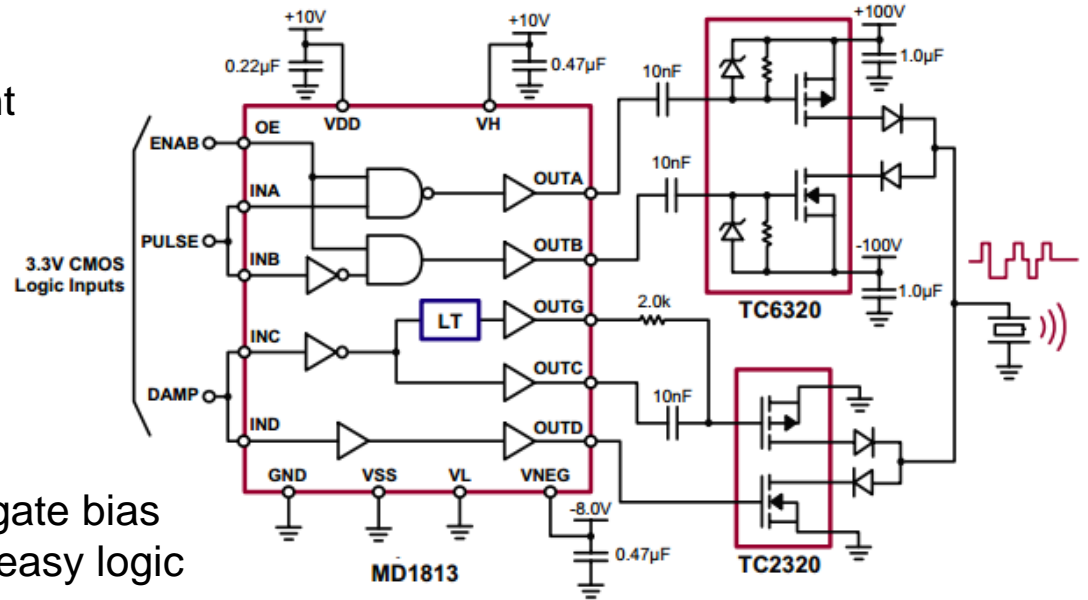 nt
gate bias
easy logic
+10V
+10V
0.22µF
0.47µF
VDD
VH
ENAB
OE
INA
PULSE
INB
3.3V CMOS
Logic Inputs
INC
DAMP
IND
LT
OUTA
OUTB
OUTG
OUTC
OUTD
GND
VSS
VL
VNEG
-8.0V
0.47µF
MD1813
10nF
10nF
2.0k
10nF
+100V
1.0µF
-100V
1.0µF
TC6320
TC2320